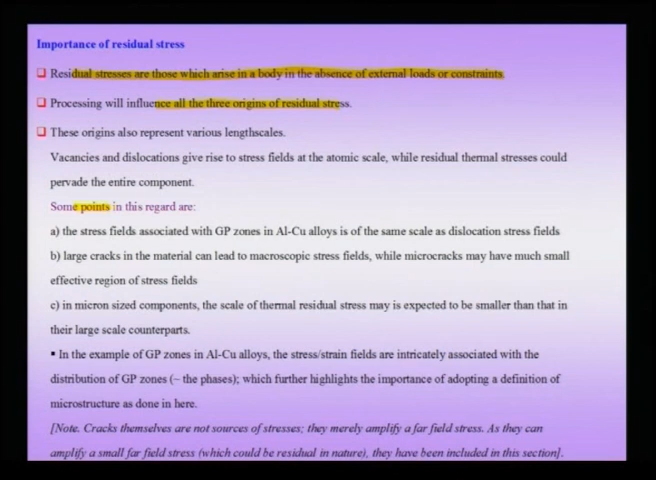 Importance of residual stress
Residual stresses are those which arise in a body in the absence of external loads or constraints.
Processing will influence all the three origins of residual stress.
These origins also represent various lengthscales.
Vacancies and dislocations give rise to stress fields at the atomic scale, while residual thermal stresses could
pervade the entire component.
Some points in this regard are:
a) the stress fields associated with GP zones in Al-Cu alloys is of the same scale as dislocation stress fields
b) large cracks in the material can lead to macroscopic stress fields, while microcracks may have much small
effective region of stress fields
c) in micron sized components, the scale of thermal residual stress may is expected to be smaller than that in
their large scale counterparts.
▪ In the example of GP zones in Al-Cu alloys, the stress/strain fields are intricately associated with the
distribution of GP zones (~ the phases); which further highlights the importance of adopting a definition of
microstructure as done in here.
[Note. Cracks themselves are not sources of stresses; they merely amplify a far field stress. As they can
amplify a small far field stress (which could be residual in nature), they have been included in this section].